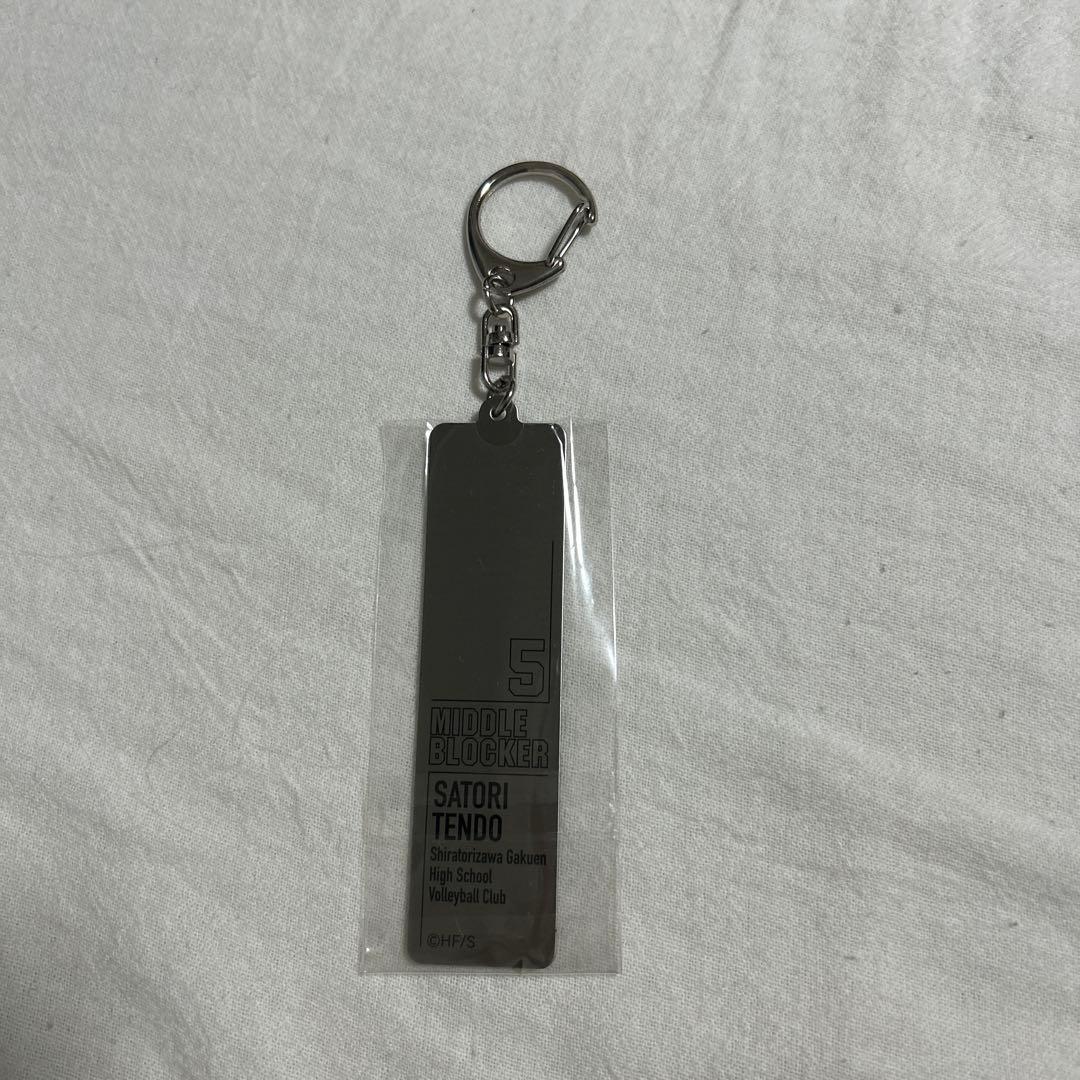 5
MIDDLE
BLOCKER
SATORI
TENDO
Shiratorizawa Gakuen
High School
Volleyball Club
©HF/S